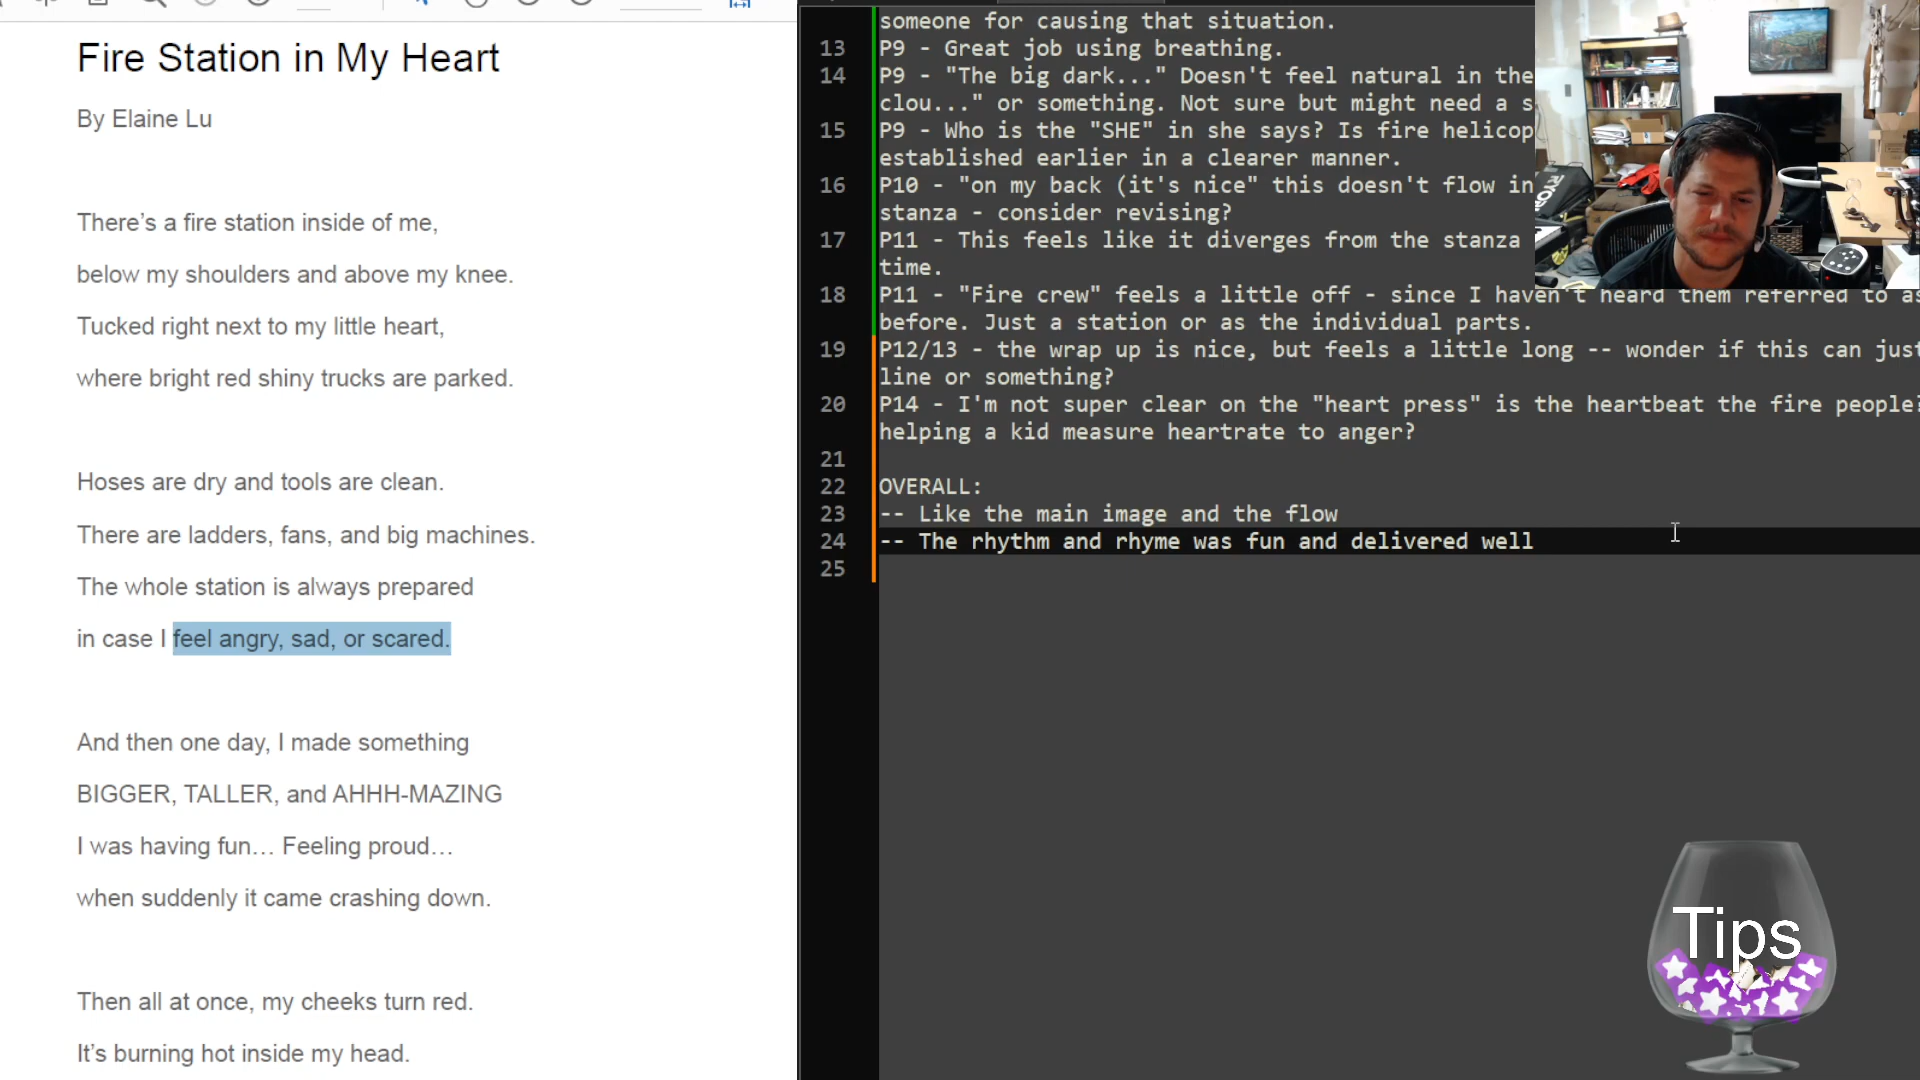 Fire Station in My Heart
By Elaine Lu
There's a fire station inside of me,
below my shoulders and above my knee.
Tucked right next to my little heart,
where bright red shiny trucks are parked.
Hoses are dry and tools are clean.
There are ladders, fans, and big machines.
The whole station is always prepared
in case I feel angry, sad, or scared.
And then one day, I made something
BIGGER, TALLER, and AHHH-MAZING
I was having fun… Feeling proud…
when suddenly it came crashing down.
Then all at once, my cheeks turn red.
It's burning hot inside my head.
someone for causing that situation.
13 P9 - Great job using breathing.
14 P9 - "The big dark..." Doesn't feel natural in the
clou..." or something. Not sure but might need a s
15 P9 - Who is the "SHE" in she says? Is fire helicop
established earlier in a clearer manner.
16 P10 - "on my back (it's nice" this doesn't flow in
stanza - consider revising?
17 P11 - This feels like it diverges from the stanza
time.
18 P11 - "Fire crew" feels a little off - since I haven't heard them referred to as
before. Just a station or as the individual parts.
19 P12/13 - the wrap up is nice, but feels a little long -- wonder if this can just
line or something?
20 P14 - I'm not super clear on the "heart press" is the heartbeat the fire people?
helping a kid measure heartrate to anger?
21
22 OVERALL:
23 -- Like the main image and the flow
24 -- The rhythm and rhyme was fun and delivered well
25
RYOBI
Tips